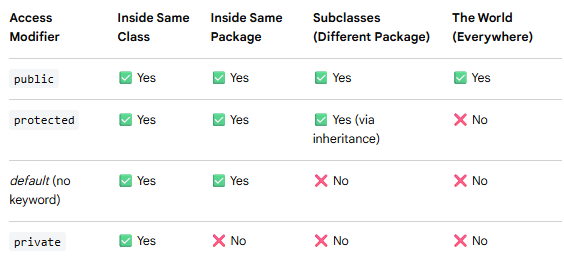 Access Modifier | Inside Same Class | Inside Same Package | Subclasses (Different Package) | The World (Everywhere)
public | ✅ Yes | ✅ Yes | ✅ Yes | ✅ Yes
protected | ✅ Yes | ✅ Yes | ✅ Yes (via inheritance) | ❌ No
default (no keyword) | ✅ Yes | ✅ Yes | ❌ No | ❌ No
private | ✅ Yes | ❌ No | ❌ No | ❌ No